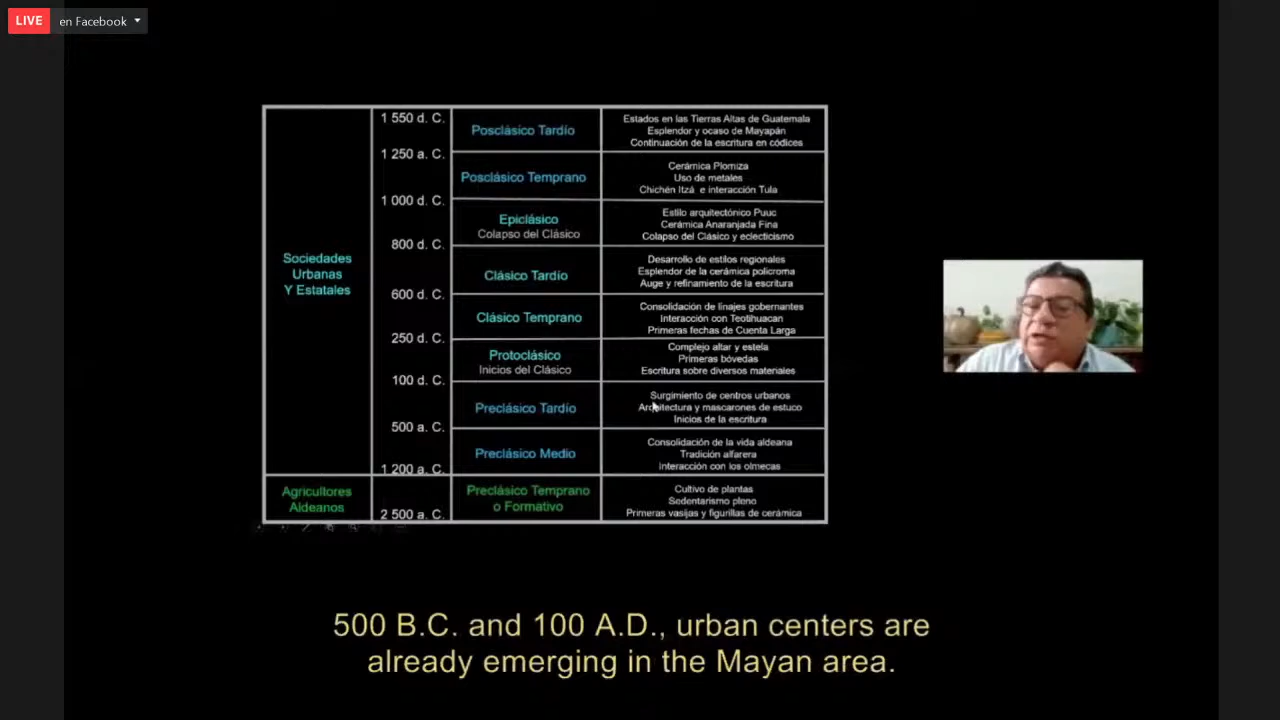 LIVE en Facebook
1 550 d. C.
Posclásico Tardío
Estados en las Tierras Altas de Guatemala
Esplendor y ocaso de Mayapán
Continuación de la escritura en códices
1 250 a. C.
Posclásico Temprano
Cerámica Plomiza
Uso de metales
Chichén Itzá e interacción Tula
1 000 d. C.
Epiclásico
Colapso del Clásico
Estilo arquitectónico Puuc
Cerámica Anaranjada Fina
Colapso del Clásico y eclecticismo
800 d. C.
Sociedades
Urbanas
Y Estatales
Clásico Tardío
Desarrollo de estilos regionales
Esplendor de la cerámica polícroma
Auge y refinamiento de la escritura
600 d. C.
Clásico Temprano
Consolidación de linajes gobernantes
Interacción con Teotihuacan
Primeras fechas de Cuenta Larga
250 d. C.
Protoclásico
Inicios del Clásico
Complejo altar y estela
Primeras bóvedas
Escritura sobre diversos materiales
100 d. C.
Preclásico Tardío
Surgimiento de centros urbanos
Arquitectura y mascarones de estuco
Inicios de la escritura
500 a. C.
Preclásico Medio
Consolidación de la vida aldeana
Tradición alfarera
Interacción con los olmecas
1 200 a. C.
Agricultores
Aldeanos
Preclásico Temprano
o Formativo
Cultivo de plantas
Sedentarismo pleno
Primeras vasijas y figurillas de cerámica
2 500 a. C.
500 B.C. and 100 A.D., urban centers are
already emerging in the Mayan area.